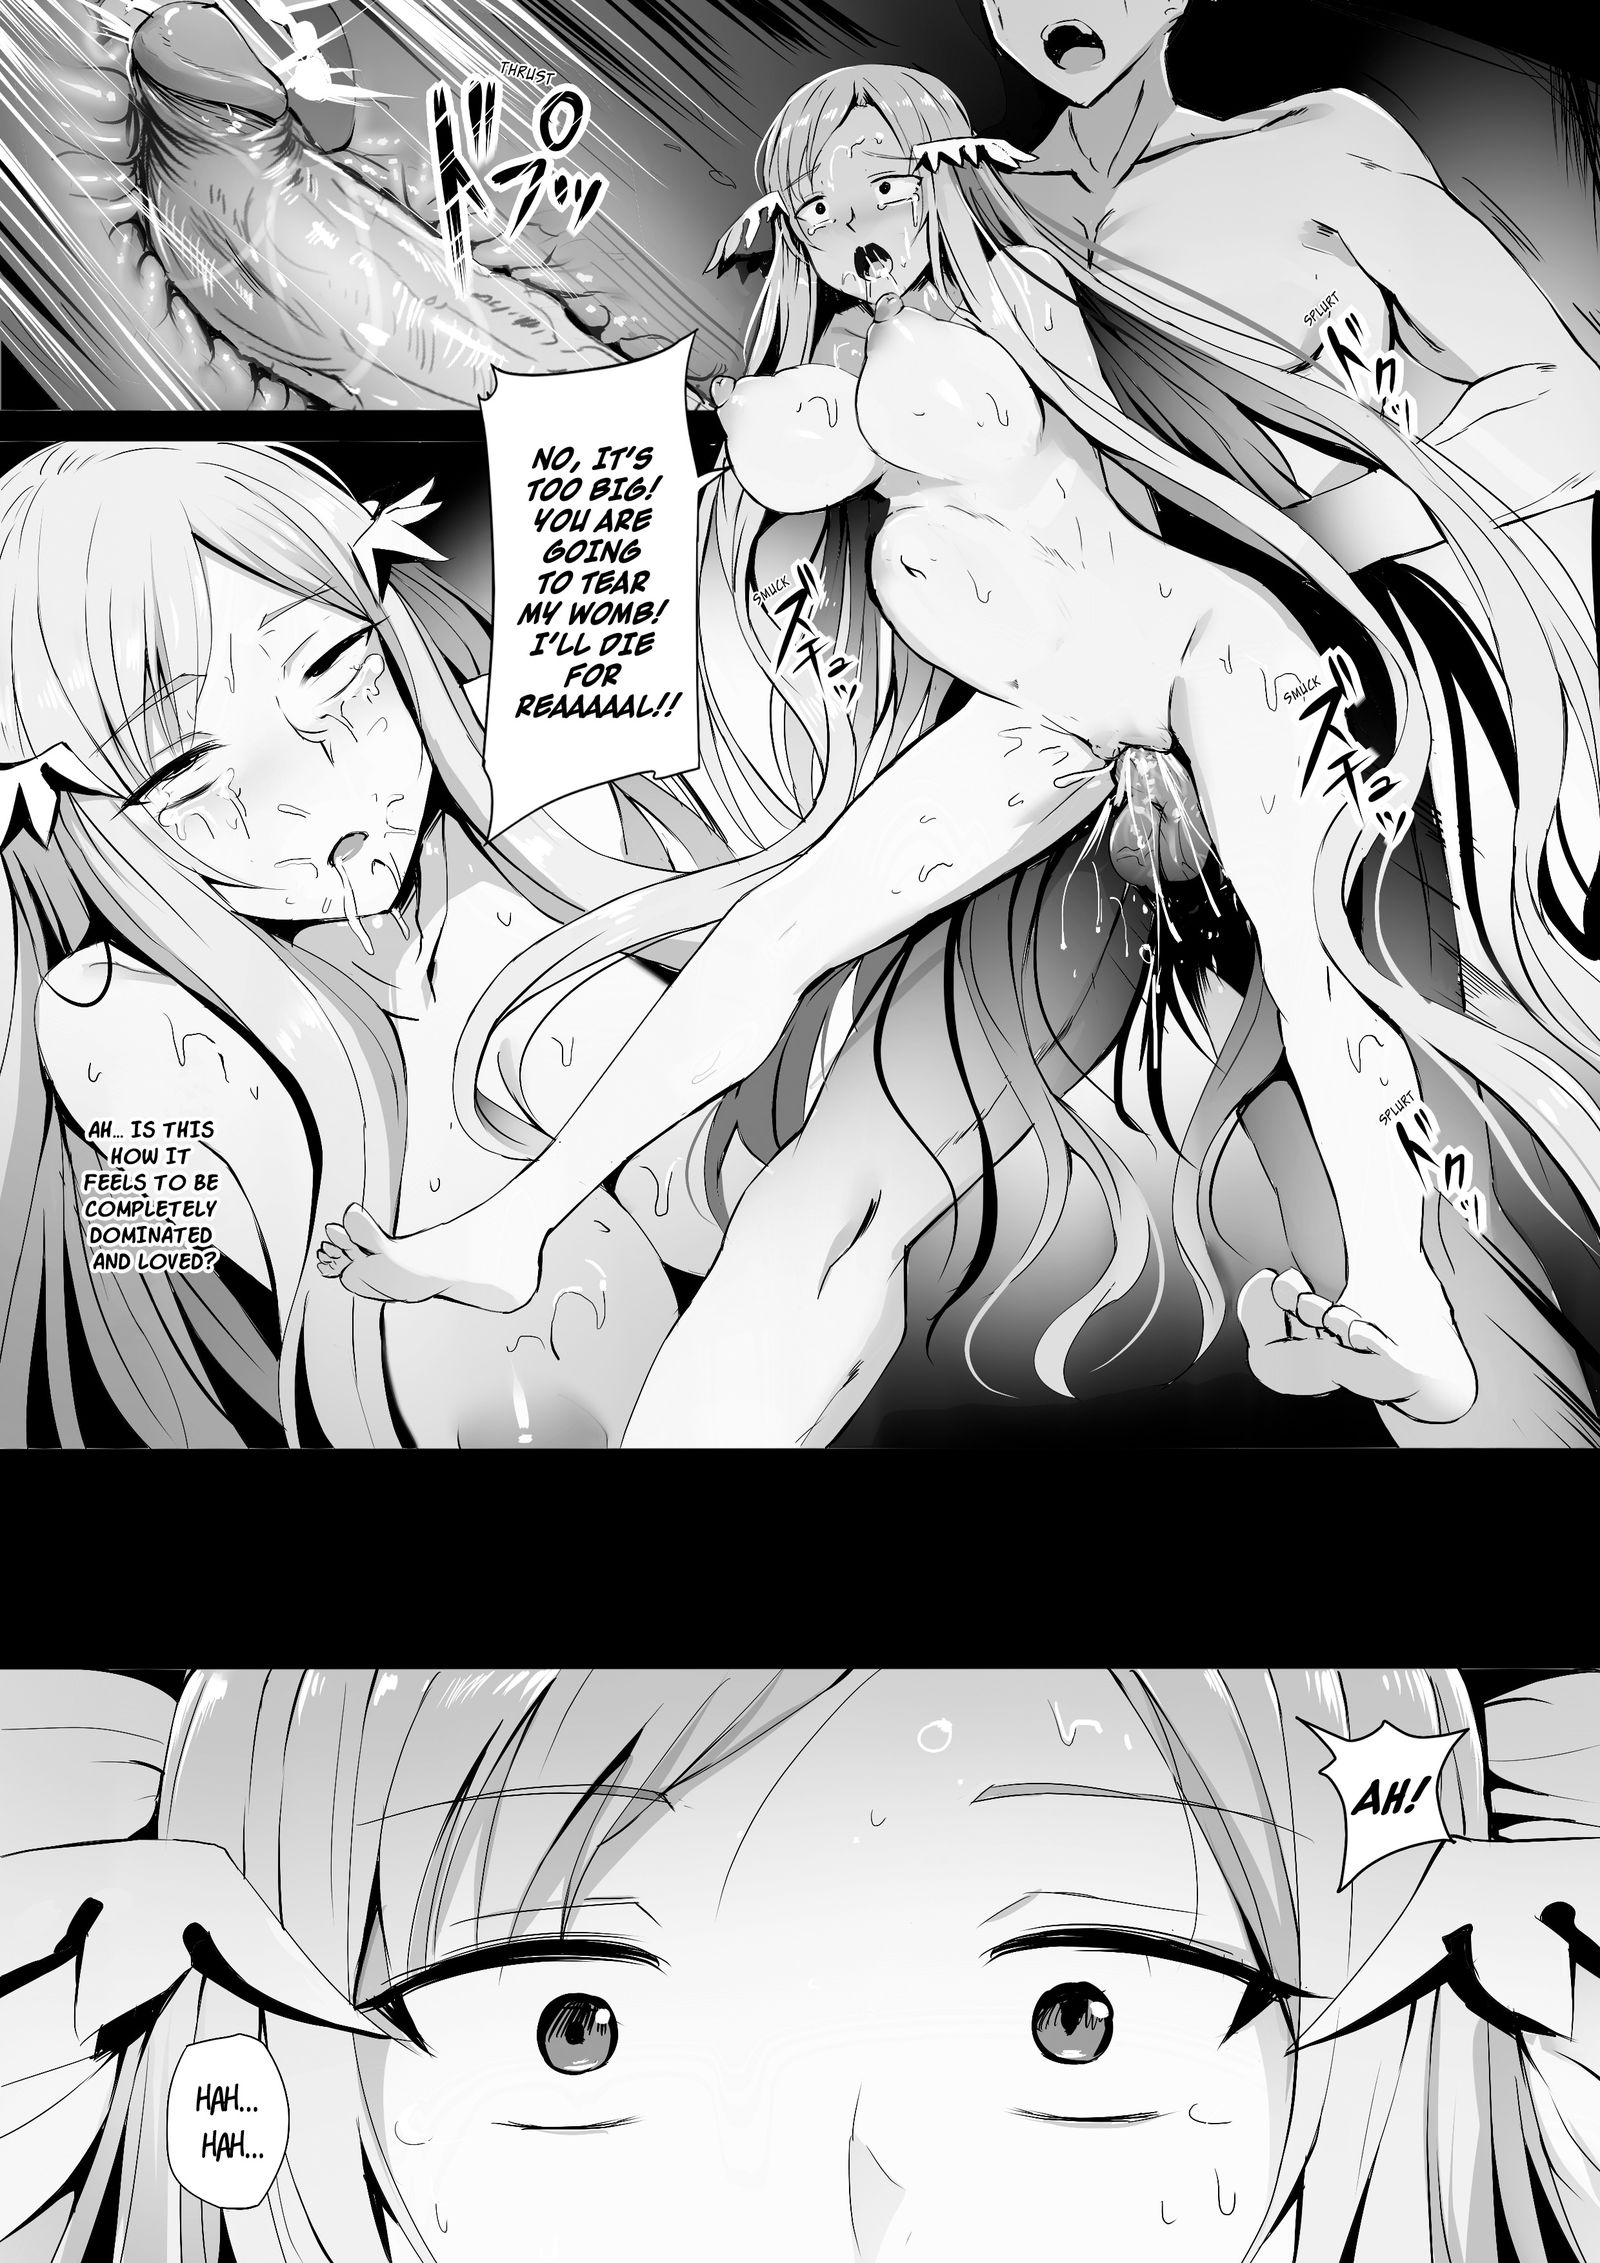 THRUST
ドプッ
NO, IT'S
TOO BIG!
YOU ARE
GOING
TO TEAR
MY WOMB!
I'LL DIE
FOR
REAAAAAL!!
SPLURT
ドクッ
SMUCK
ズチュッ
SMUCK
ズチュッ
SPLURT
ドクッ
AH... IS THIS
HOW IT
FEELS TO BE
COMPLETELY
DOMINATED
AND LOVED?
AH!
HAH...
HAH...